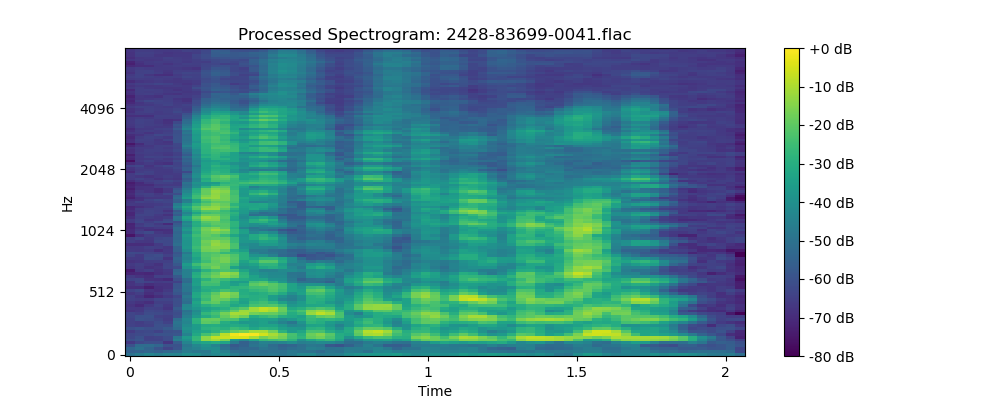 Processed Spectrogram: 2428-83699-0041.flac
Hz
4096
2048
1024
512
0
0
0.5
1
1.5
2
Time
+0 dB
-10 dB
-20 dB
-30 dB
-40 dB
-50 dB
-60 dB
-70 dB
-80 dB